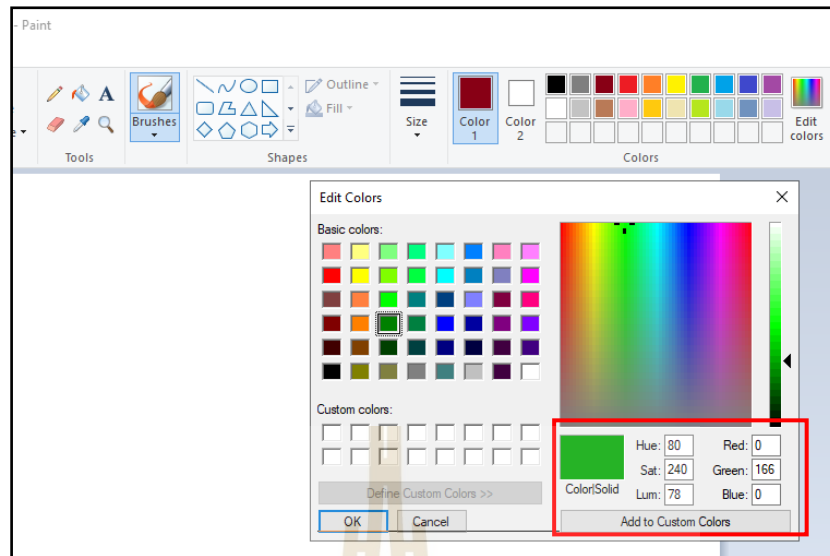 - Paint
A
Brushes
Outline
Fill
Size
Color 1
Color 2
Edit colors
Tools
Shapes
Colors
Edit Colors
Basic colors:
Custom colors:
Define Custom Colors >>
OK Cancel
Hue: 80 Red: 0
Sat: 240 Green: 166
Color|Solid Lum: 78 Blue: 0
Add to Custom Colors